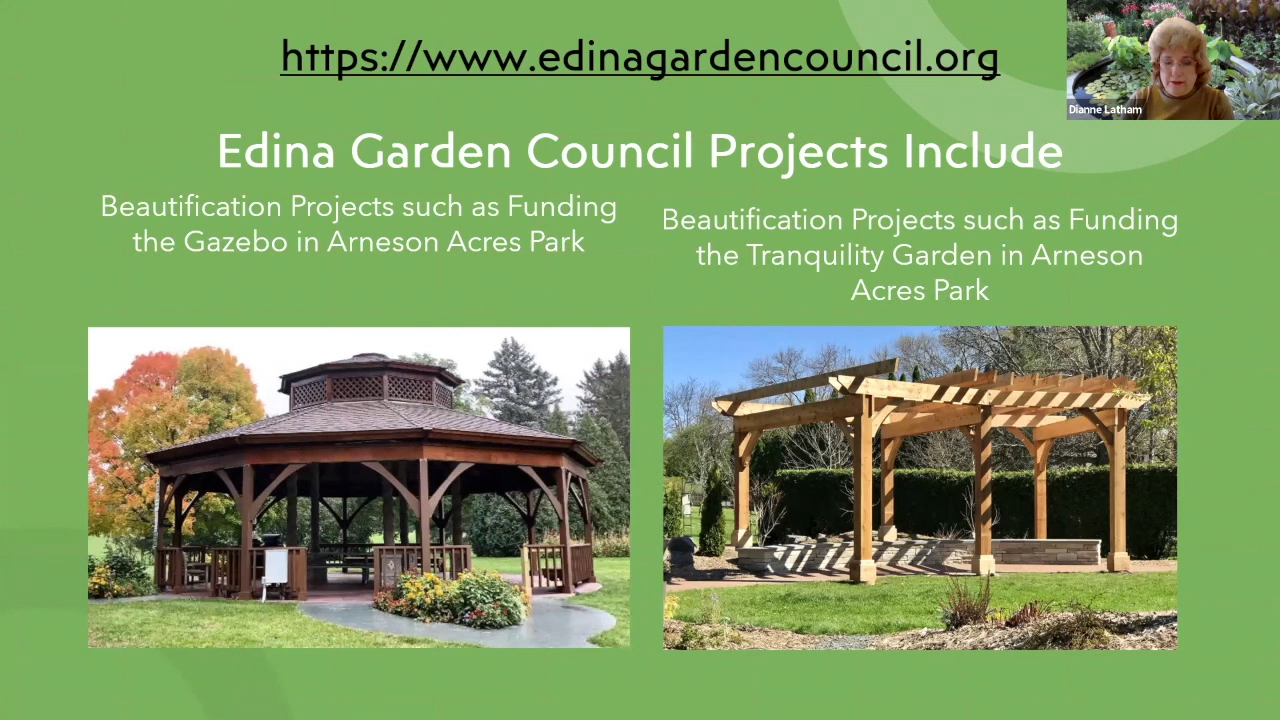 https://www.edinagardencouncil.org
Dianne Latham
Edina Garden Council Projects Include
Beautification Projects such as Funding
the Gazebo in Arneson Acres Park
Beautification Projects such as Funding
the Tranquility Garden in Arneson
Acres Park